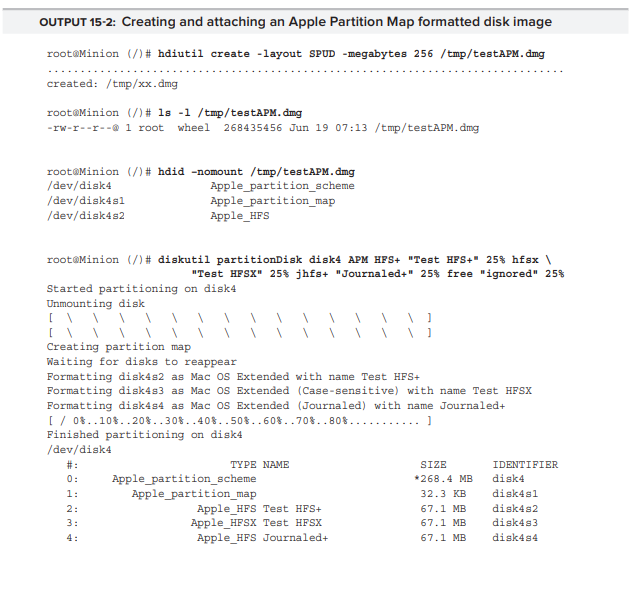 OUTPUT 15-2: Creating and attaching an Apple Partition Map formatted disk image
root@Minion (/)# hdiutil create -layout SPUD -megabytes 256 /tmp/testAPM.dmg
...............................................................................
created: /tmp/xx.dmg
root@Minion (/)# ls -l /tmp/testAPM.dmg
-rw-r--r--@ 1 root  wheel  268435456 Jun 19 07:13 /tmp/testAPM.dmg
root@Minion (/)# hdid -nomount /tmp/testAPM.dmg
/dev/disk4              Apple_partition_scheme
/dev/disk4s1            Apple_partition_map
/dev/disk4s2            Apple_HFS
root@Minion (/)# diskutil partitionDisk disk4 APM HFS+ "Test HFS+" 25% hfsx \
"Test HFSX" 25% jhfs+ "Journaled+" 25% free "ignored" 25%
Started partitioning on disk4
Unmounting disk
[ \ \ \ \ \ \ \ \ \ \ \ \ \ \ ]
[ \ \ \ \ \ \ \ \ \ \ \ \ \ \ ]
Creating partition map
Waiting for disks to reappear
Formatting disk4s2 as Mac OS Extended with name Test HFS+
Formatting disk4s3 as Mac OS Extended (Case-sensitive) with name Test HFSX
Formatting disk4s4 as Mac OS Extended (Journaled) with name Journaled+
[ / 0%..10%..20%..30%..40%..50%..60%..70%..80%........... ]
Finished partitioning on disk4
/dev/disk4
#: TYPE NAME SIZE IDENTIFIER
0: Apple_partition_scheme *268.4 MB disk4
1: Apple_partition_map 32.3 KB disk4s1
2: Apple_HFS Test HFS+ 67.1 MB disk4s2
3: Apple_HFSX Test HFSX 67.1 MB disk4s3
4: Apple_HFS Journaled+ 67.1 MB disk4s4